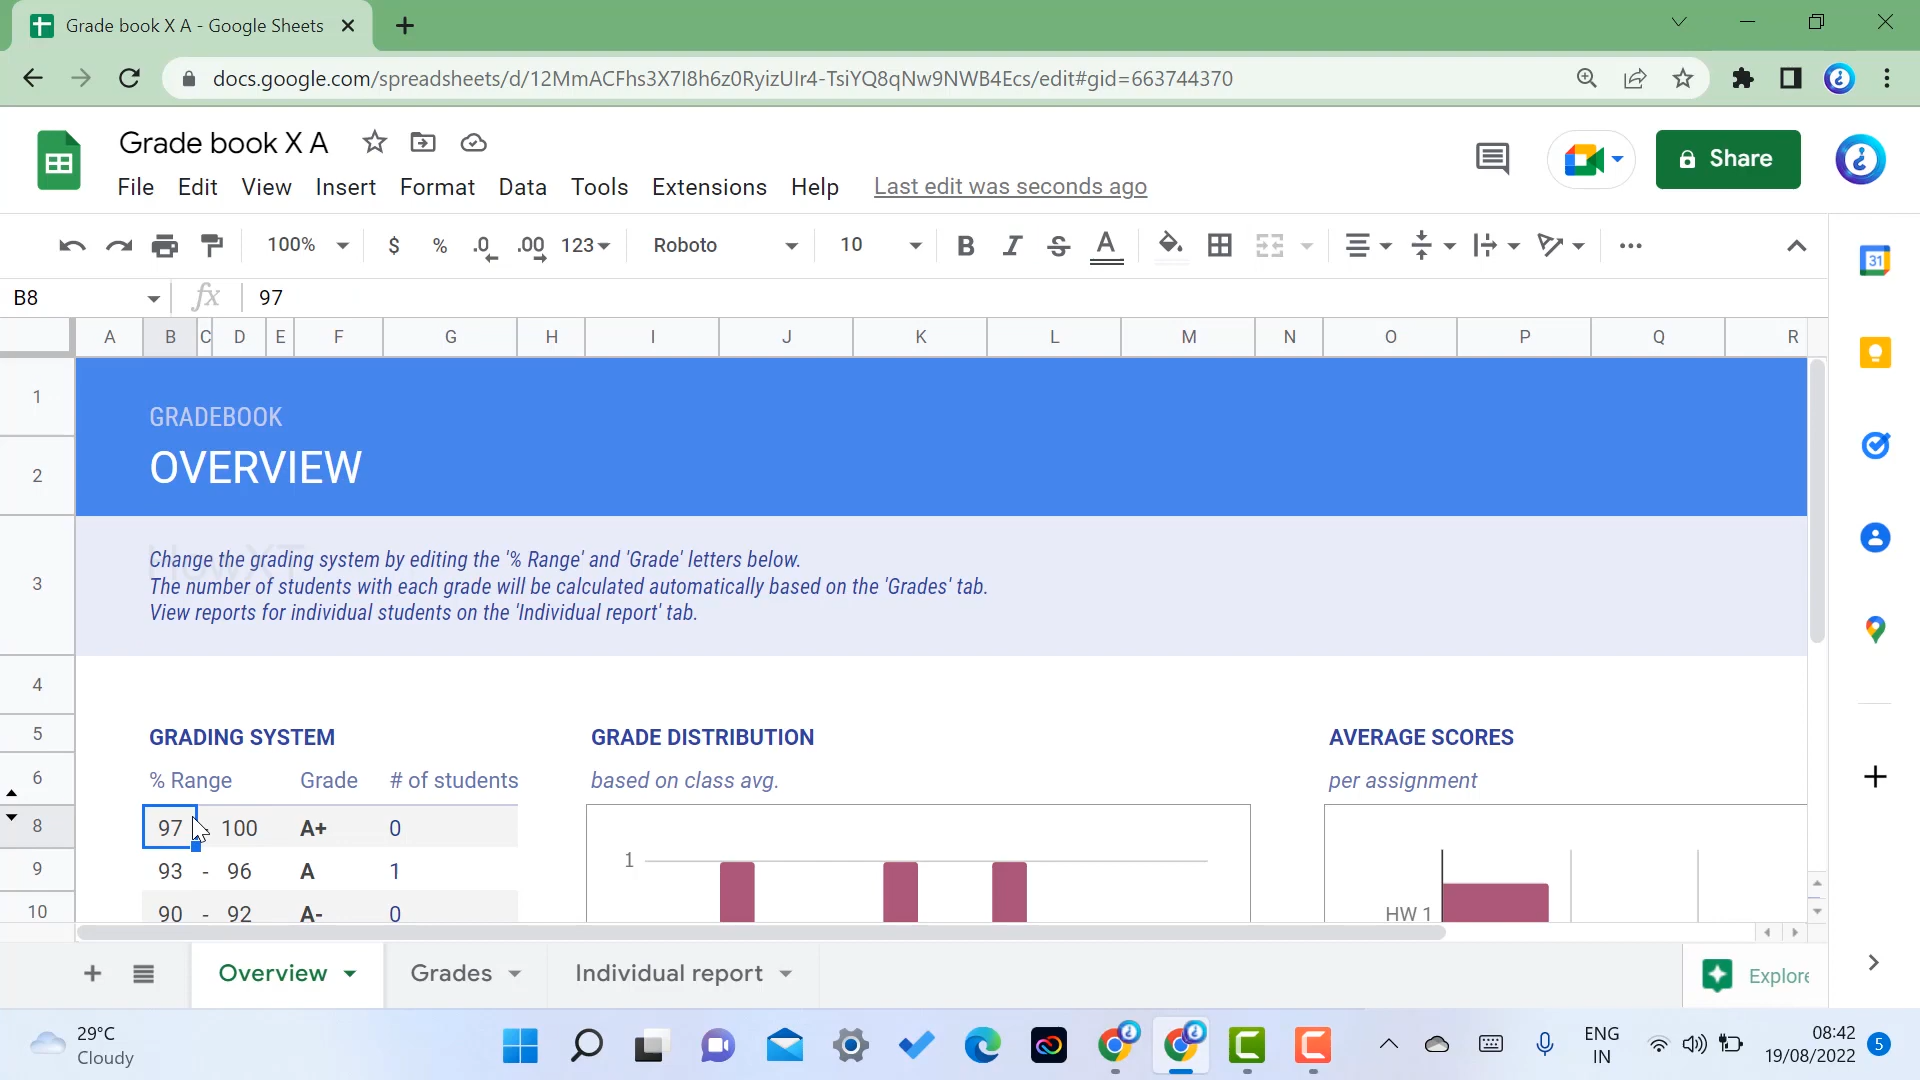 Grade book X A - Google Sheets
docs.google.com/spreadsheets/d/12MmACFhs3X7I8h6z0RyizUIr4-TsiYQ8qNw9NWB4Ecs/edit#gid=663744370
Grade book X A
File Edit View Insert Format Data Tools Extensions Help Last edit was seconds ago
Share
100% $ % .0 .00 123 Roboto 10 B I S A
31
B8 fx 97
A B C D E F G H I J K L M N O P Q R
1
GRADEBOOK
2
OVERVIEW
3
HowXT
Change the grading system by editing the '% Range' and 'Grade' letters below.
The number of students with each grade will be calculated automatically based on the 'Grades' tab.
View reports for individual students on the 'Individual report' tab.
4
5 GRADING SYSTEM GRADE DISTRIBUTION AVERAGE SCORES
6 % Range Grade # of students based on class avg. per assignment
8 97 - 100 A+ 0
9 93 - 96 A 1
10 90 - 92 A- 0
1
HW 1
Overview Grades Individual report
Explore
29°C
Cloudy
ENG
IN
08:42
19/08/2022
5